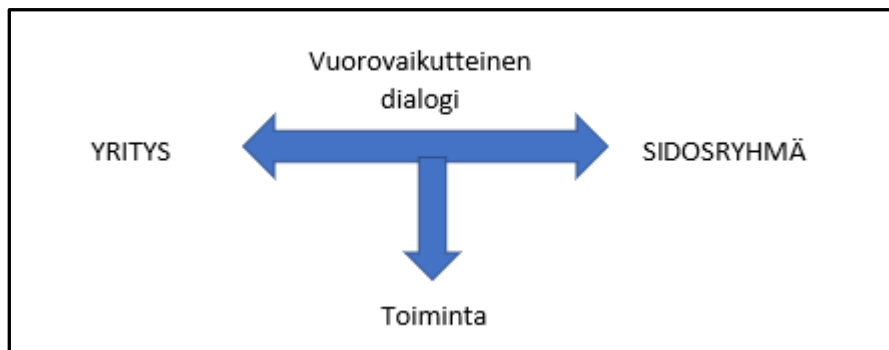 Vuorovaikutteinen
dialogi
YRITYS
SIDOSRYHMÄ
Toiminta